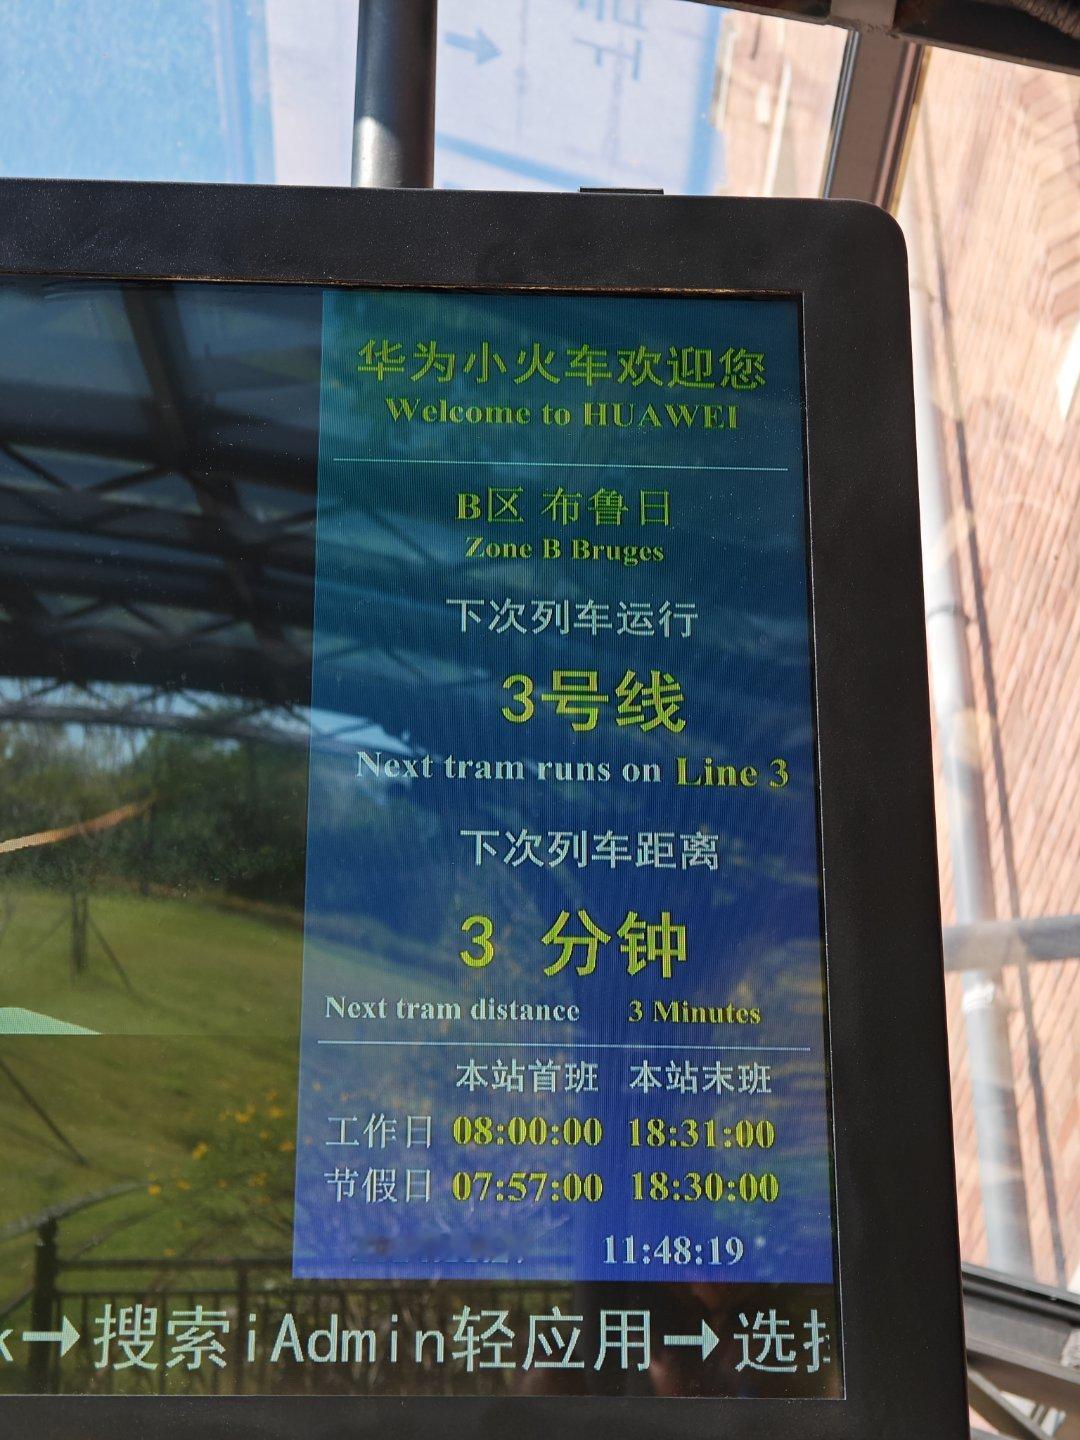 华为小火车欢迎您
Welcome to HUAWEI
B区 布鲁日
Zone B Bruges
下次列车运行
3号线
Next tram runs on Line 3
下次列车距离
3 分钟
Next tram distance 3 Minutes
本站首班 本站末班
工作日 08:00:00 18:31:00
节假日 07:57:00 18:30:00
11:48:19
→搜索iAdmin轻应用→选